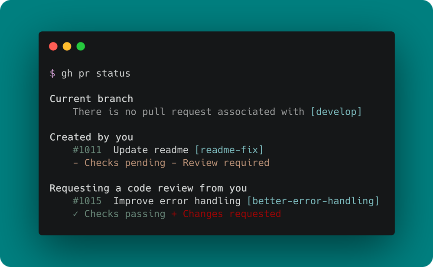 $ gh pr status
Current branch
There is no pull request associated with [develop]
Created by you
#1011 Update readme [readme-fix]
- Checks pending - Review required
Requesting a code review from you
#1015 Improve error handling [better-error-handling]
✓ Checks passing + Changes requested